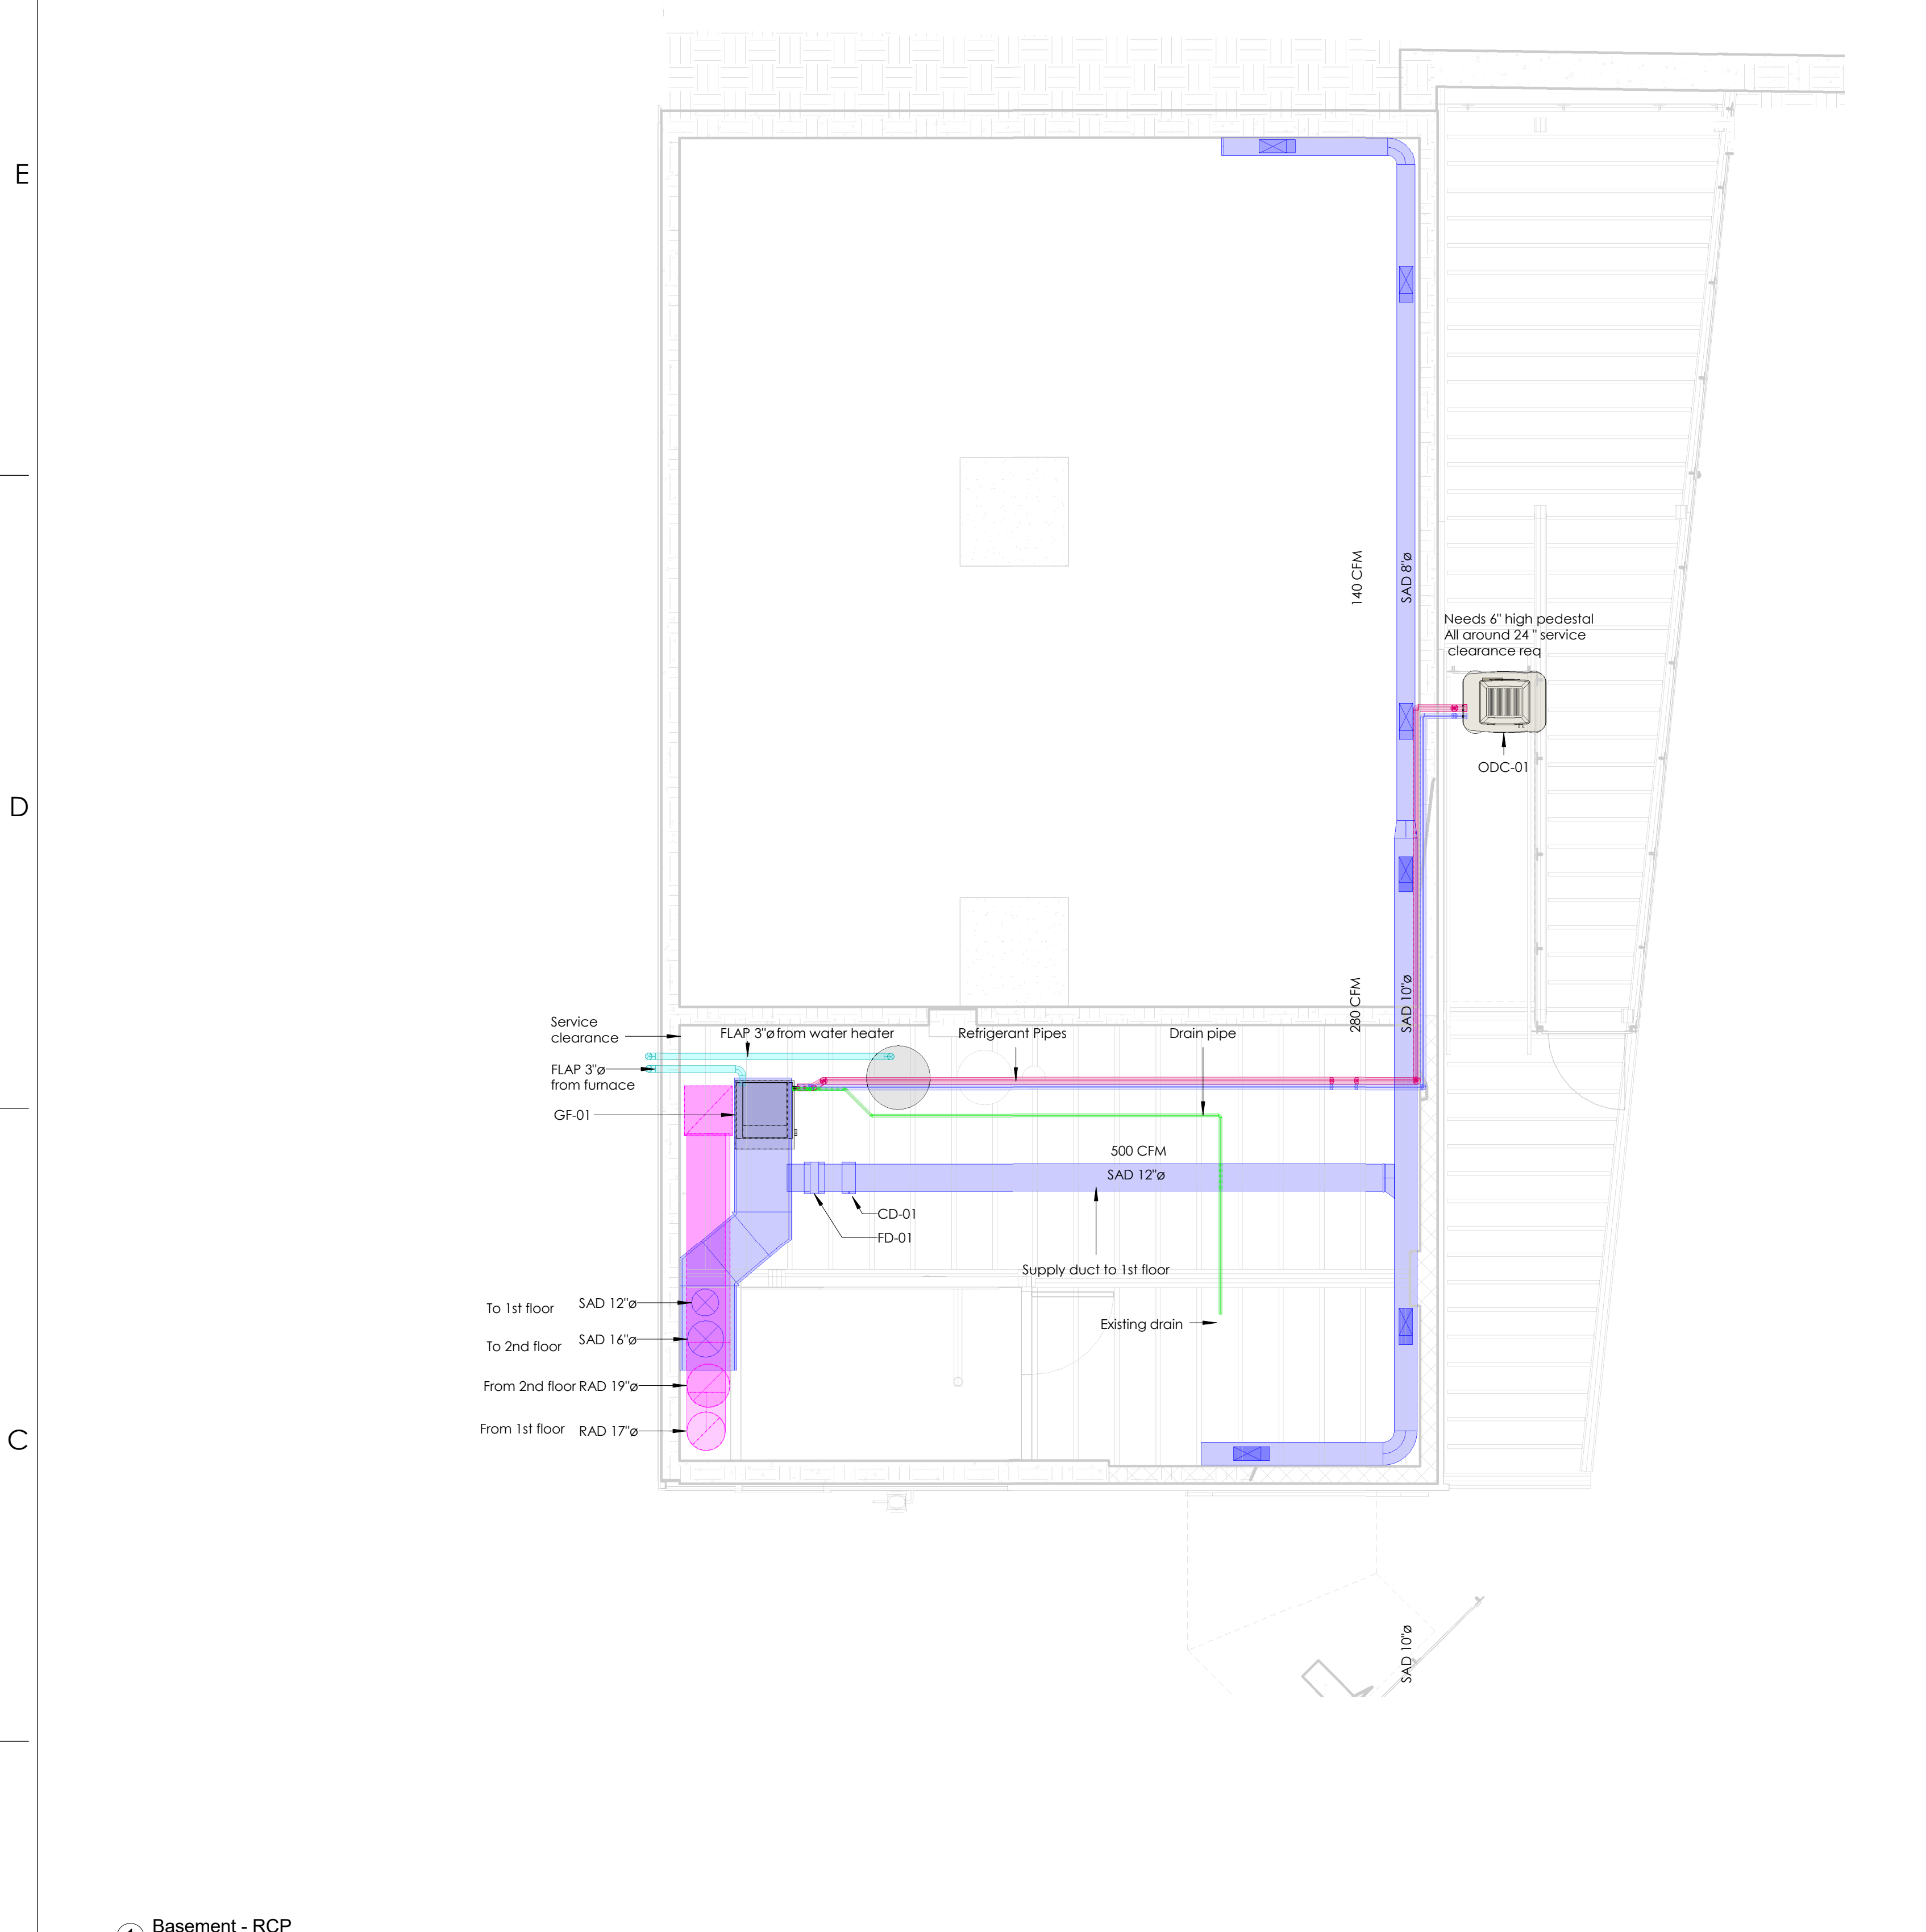 E
140 CFM
SAD 8"ø
Needs 6" high pedestal
All around 24 " service
clearance req
ODC-01
D
280 CFM
SAD 10"ø
Service
clearance
FLAP 3"ø from water heater
Refrigerant Pipes
Drain pipe
FLAP 3"ø
from furnace
GF-01
500 CFM
SAD 12"ø
CD-01
FD-01
Supply duct to 1st floor
To 1st floor SAD 12"ø
Existing drain
To 2nd floor SAD 16"ø
From 2nd floor RAD 19"ø
From 1st floor RAD 17"ø
C
SAD 10"ø
Basement - RCP